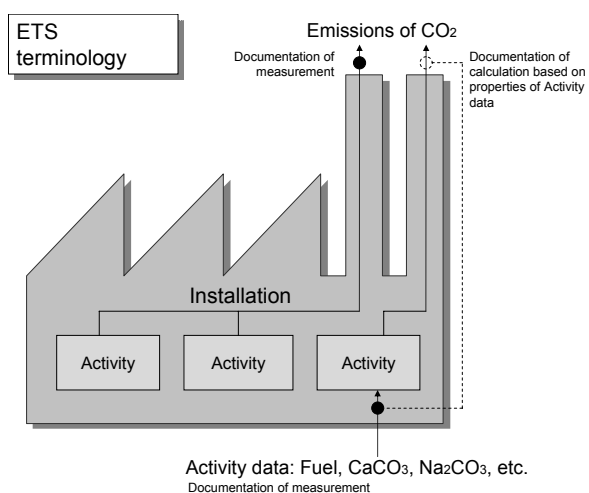 ETS
terminology
Emissions of CO2
Documentation of
measurement
Documentation of
calculation based on
properties of Activity
data
Installation
Activity
Activity
Activity
Activity data: Fuel, CaCO3, Na2CO3, etc.
Documentation of measurement